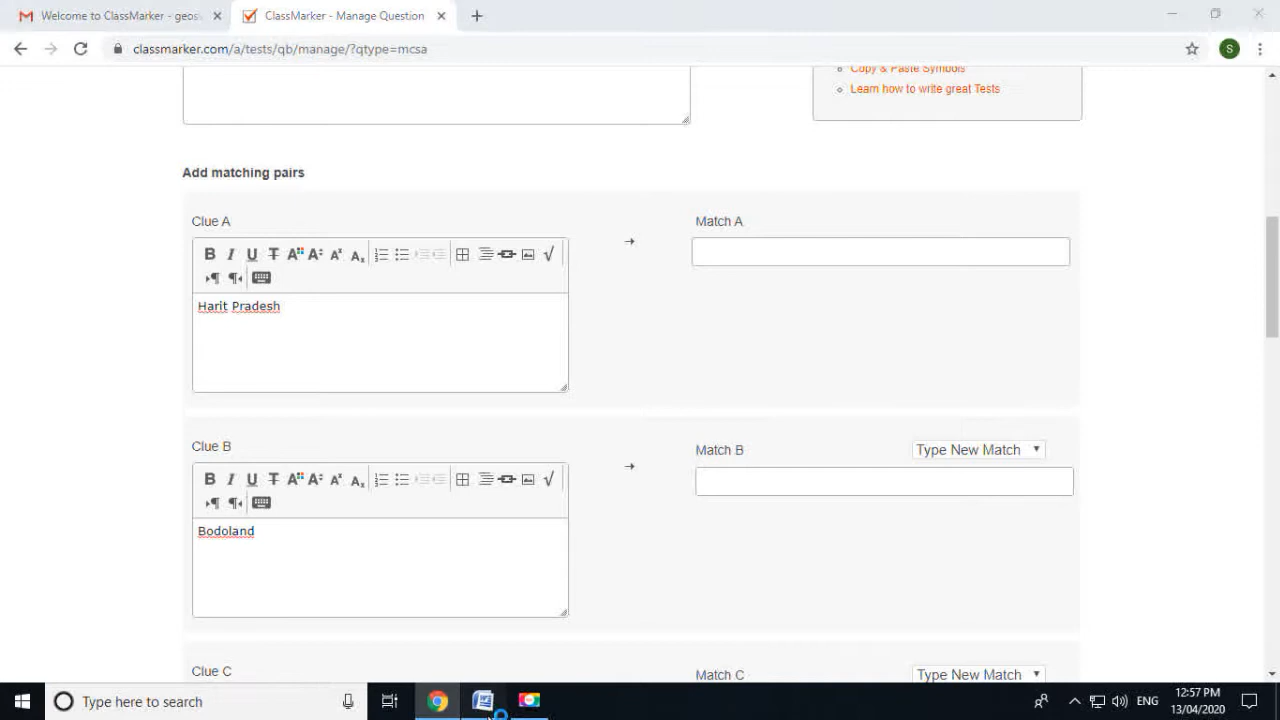 Welcome to ClassMarker - geos
ClassMarker - Manage Question
classmarker.com/a/tests/qb/manage/?qtype=mcsa
S
Copy & Paste Symbols
Learn how to write great Tests
Add matching pairs
Clue A
Match A
Harit Pradesh
Clue B
Match B
Type New Match
Bodoland
Clue C
Match C
Type New Match
Type here to search
ENG
12:57 PM
13/04/2020